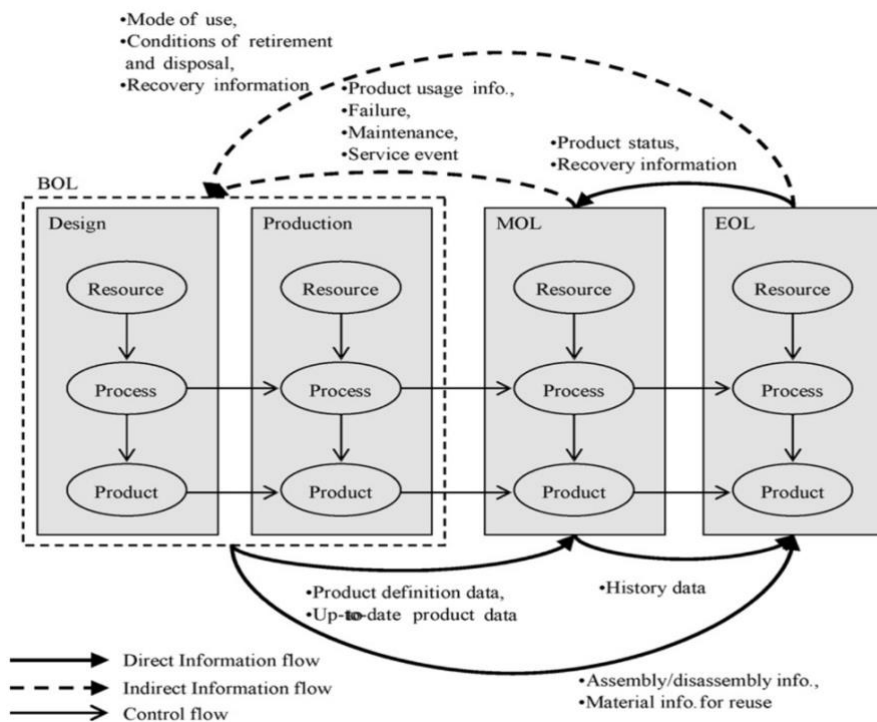 •Mode of use,
•Conditions of retirement
and disposal,
•Recovery information
•Product usage info.,
•Failure,
•Maintenance,
•Service event
•Product status,
•Recovery information
BOL
Design
Production
MOL
EOL
Resource
Resource
Resource
Resource
Process
Process
Process
Process
Product
Product
Product
Product
•Product definition data,
•Up-to-date product data
•History data
•Assembly/disassembly info.,
•Material info. for reuse
Direct Information flow
Indirect Information flow
Control flow